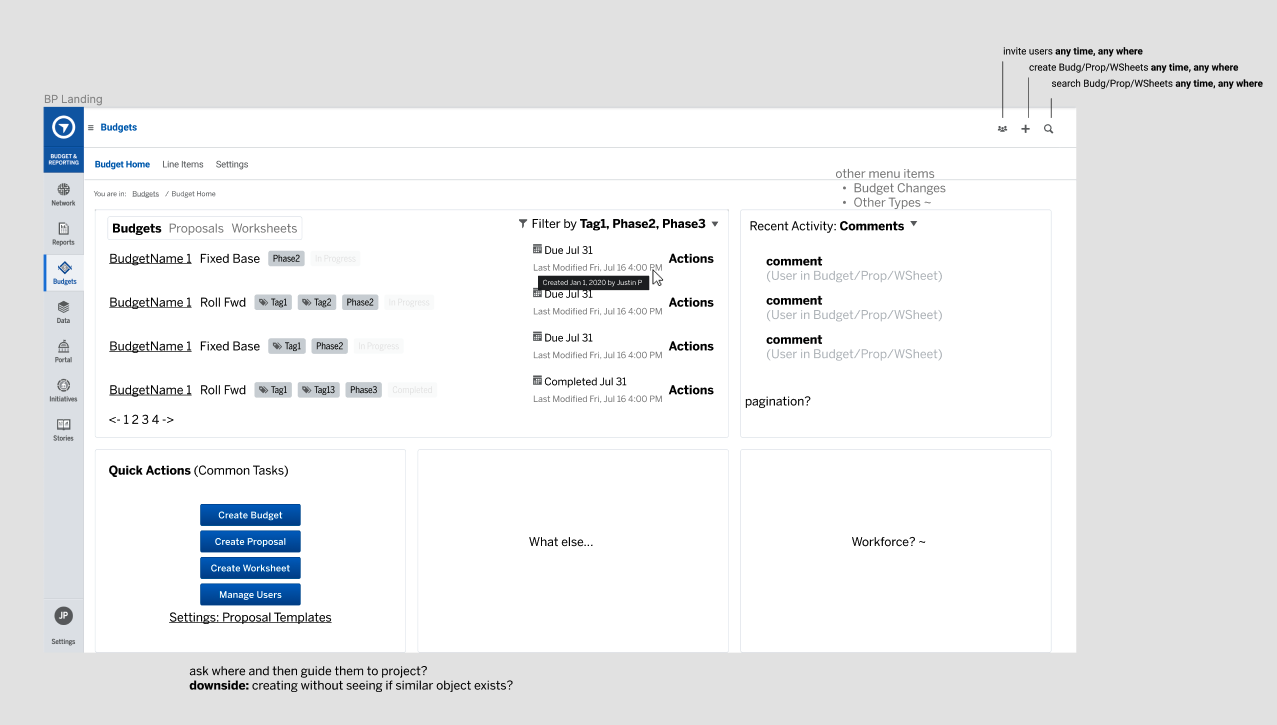 invite users any time, any where
create Budg/Prop/WSheets any time, any where
search Budg/Prop/WSheets any time, any where
BP Landing
BUDGET &
REPORTING
Budgets
Budget Home Line Items Settings
You are in: Budgets / Budget Home
other menu items
• Budget Changes
• Other Types ~
Network
Reports
Budgets
Data
Portal
Initiatives
Stories
JP
Settings
Budgets Proposals Worksheets
Filter by Tag1, Phase2, Phase3
BudgetName 1 Fixed Base Phase2 In Progress
Due Jul 31
Last Modified Fri, Jul 16 4:00 PM
Actions
Created Jan 1, 2020 by Justin P
BudgetName 1 Roll Fwd Tag1 Tag2 Phase2 In Progress
Due Jul 31
Last Modified Fri, Jul 16 4:00 PM
Actions
BudgetName 1 Fixed Base Tag1 Phase2 In Progress
Due Jul 31
Last Modified Fri, Jul 16 4:00 PM
Actions
BudgetName 1 Roll Fwd Tag1 Tag13 Phase3 Completed
Completed Jul 31
Last Modified Fri, Jul 16 4:00 PM
Actions
<- 1 2 3 4 ->
Recent Activity: Comments
comment
(User in Budget/Prop/WSheet)
comment
(User in Budget/Prop/WSheet)
comment
(User in Budget/Prop/WSheet)
pagination?
Quick Actions (Common Tasks)
Create Budget
Create Proposal
Create Worksheet
Manage Users
Settings: Proposal Templates
What else...
Workforce? ~
ask where and then guide them to project?
downside: creating without seeing if similar object exists?